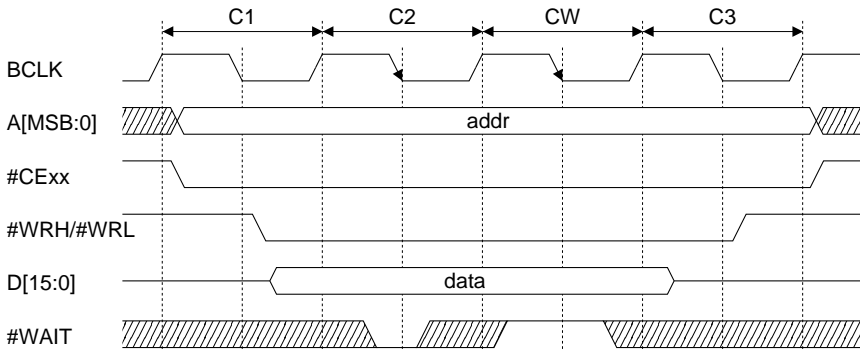 C1 C2 CW C3
BCLK
A[MSB:0] addr
#CExx
#WRH/#WRL
D[15:0] data
#WAIT